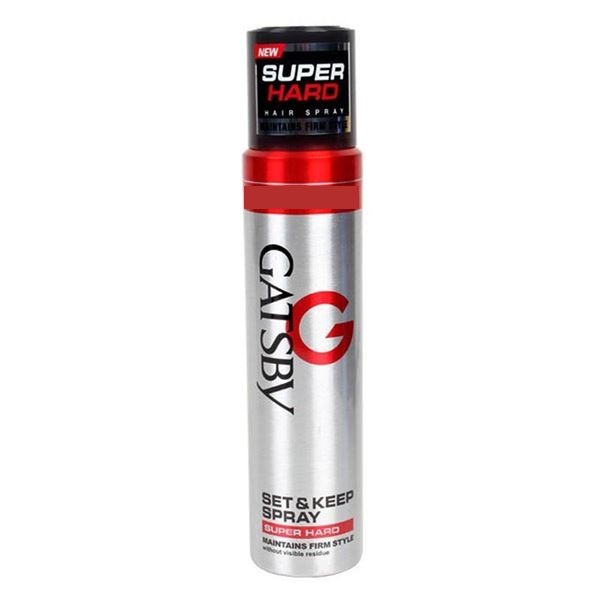 NEW
SUPER
HARD
HAIR SPRAY
MAINTAINS FIRM STYLE
GATSBY
G
SET & KEEP
SPRAY
SUPER HARD
MAINTAINS FIRM STYLE
without visible residue